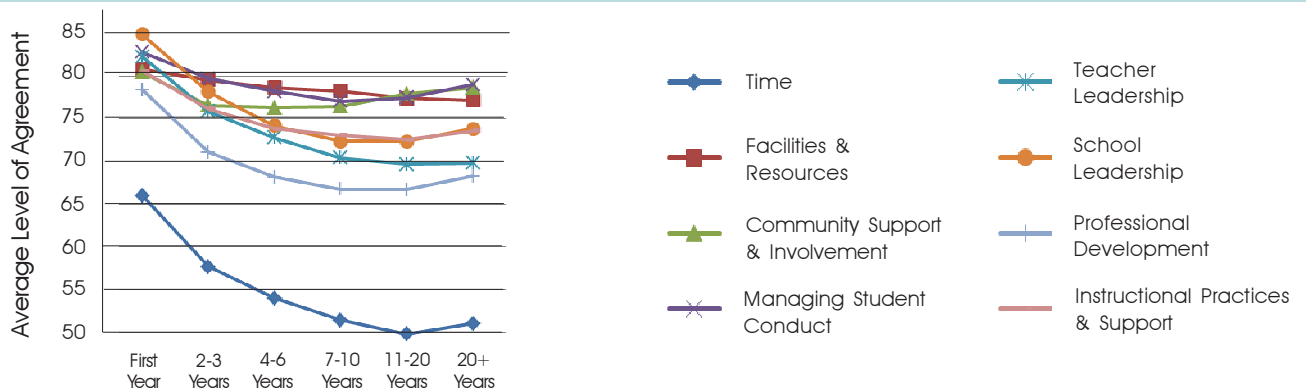 Average Level of Agreement
85
80
75
70
65
60
55
50
First
Year
2-3
Years
4-6
Years
7-10
Years
11-20
Years
20+
Years
Time
Facilities &
Resources
Community Support
& Involvement
Managing Student
Conduct
Teacher
Leadership
School
Leadership
Professional
Development
Instructional Practices
& Support